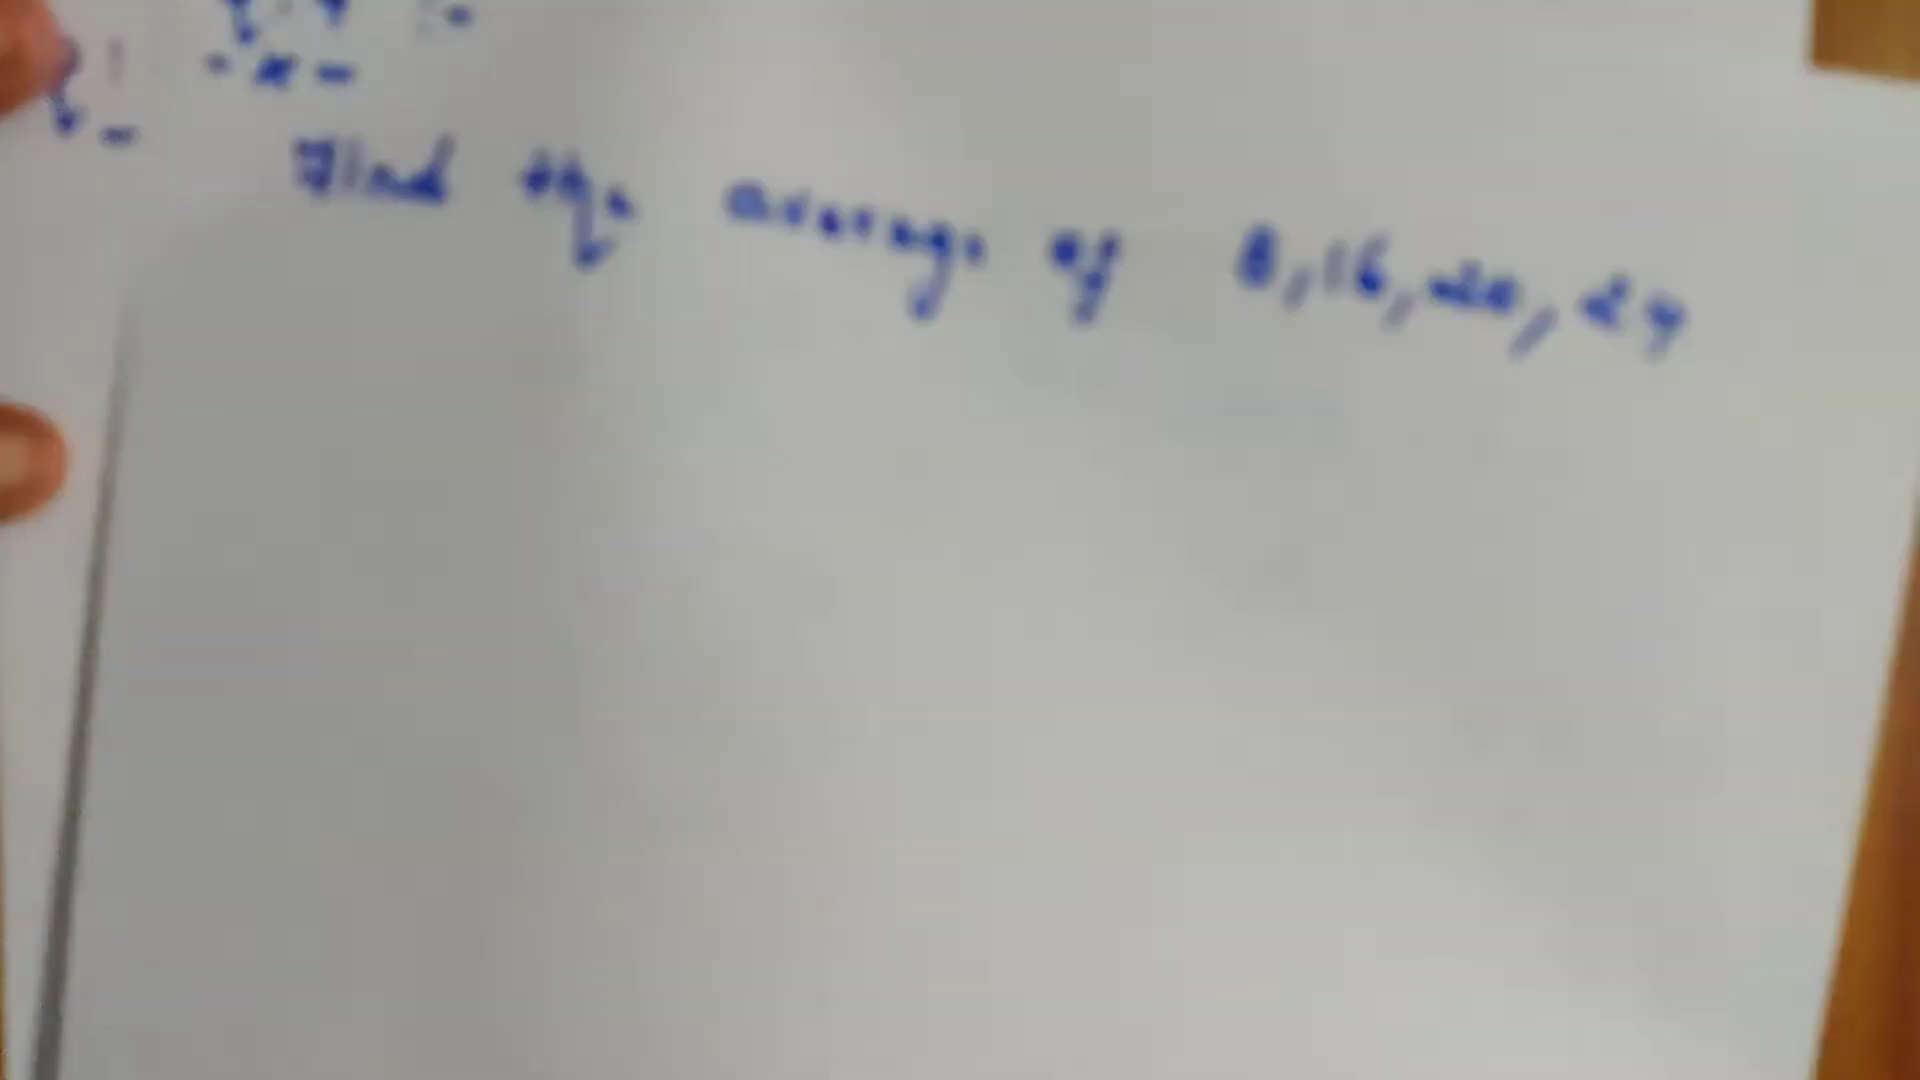 - x -
Find the average of 8, 16, 20, 24